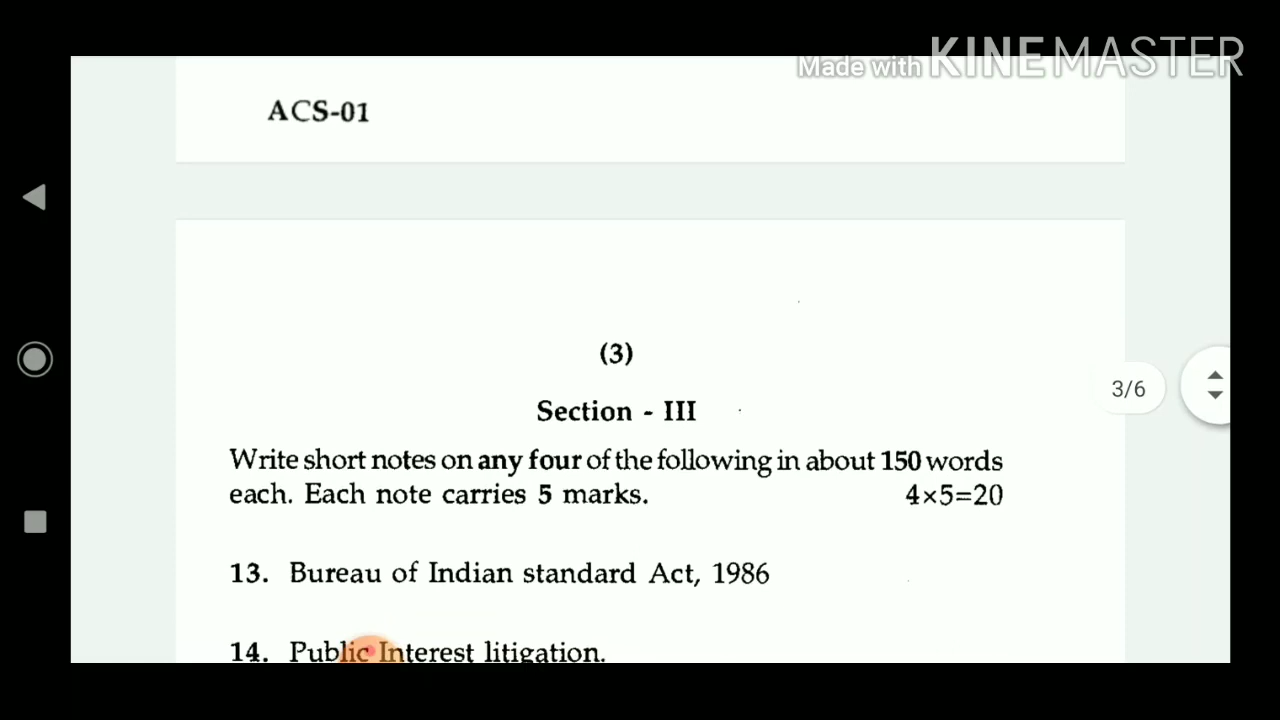 Made with KINEMASTER
ACS-01
(3)
Section - III
Write short notes on any four of the following in about 150 words
each. Each note carries 5 marks. 4×5=20
3/6
13. Bureau of Indian standard Act, 1986
14. Public Interest litigation.